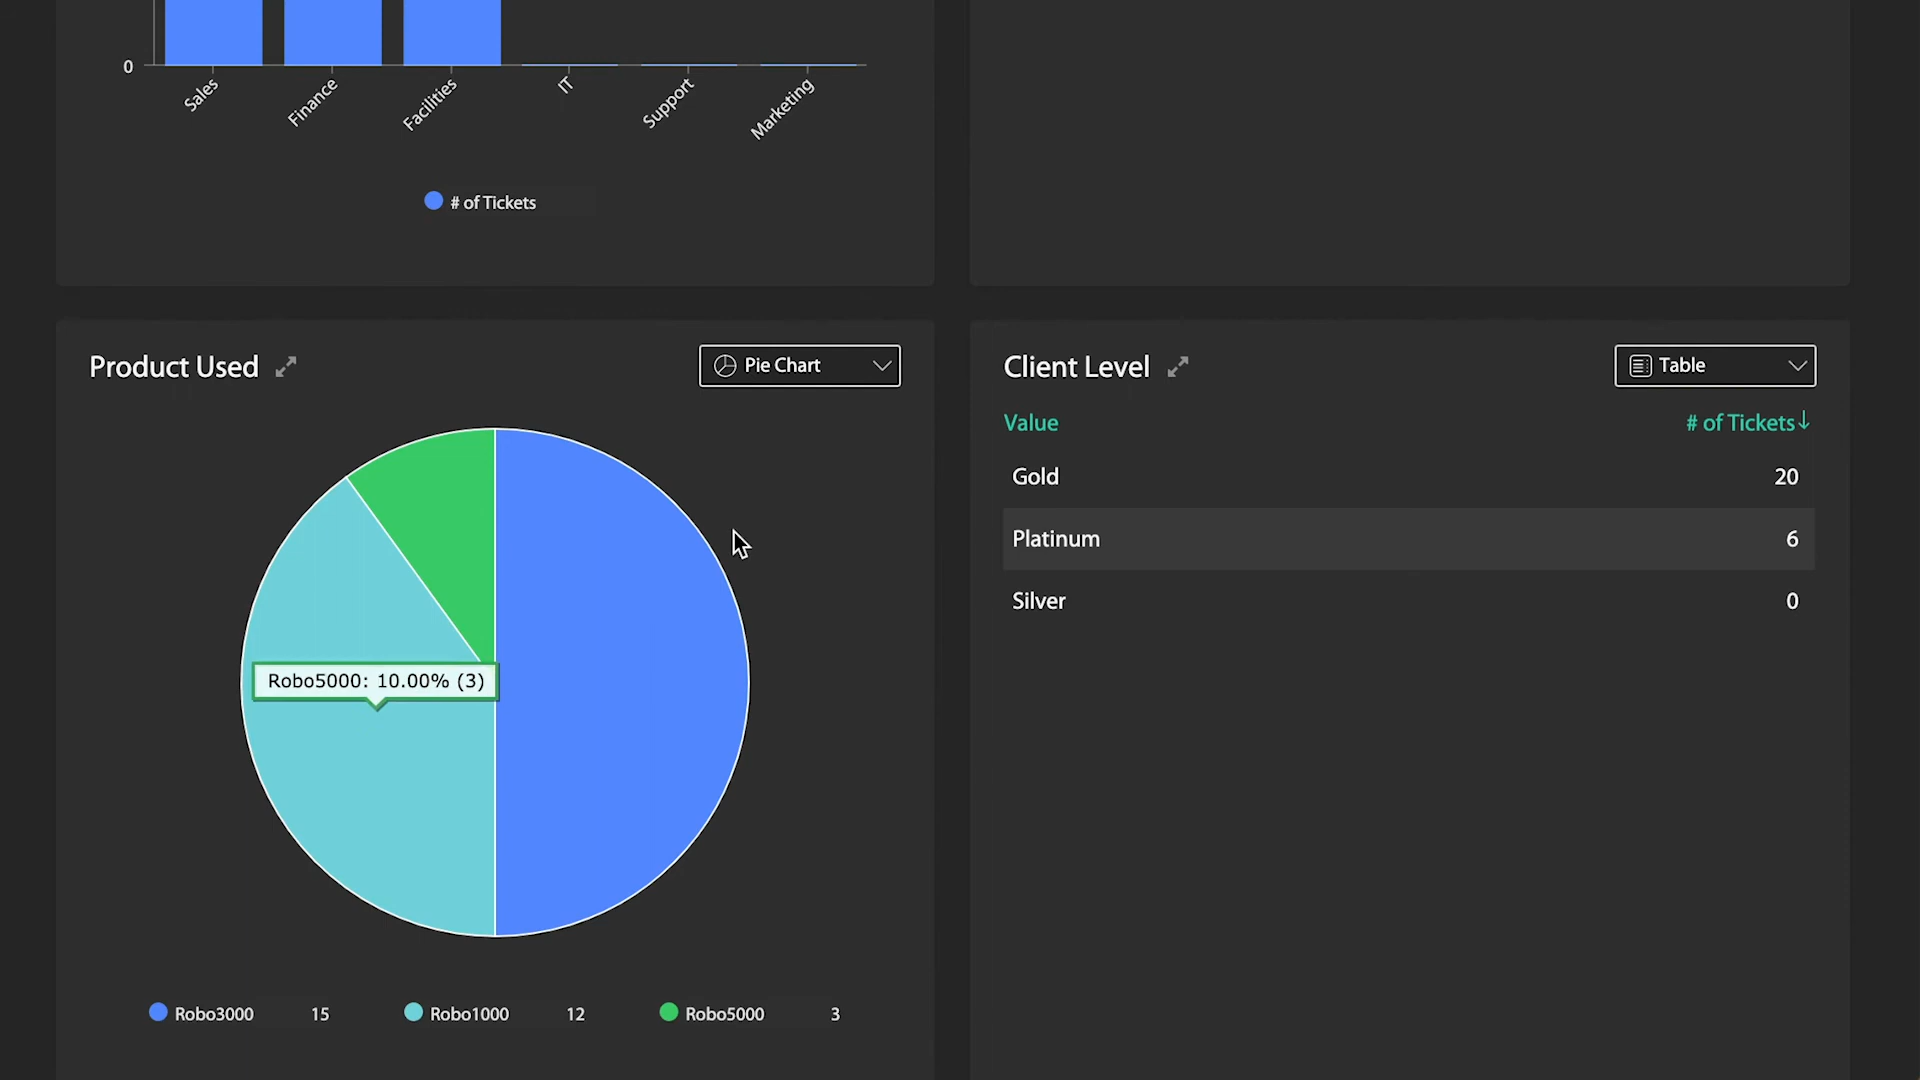 0
Sales
Finance
Facilities
IT
Support
Marketing
# of Tickets
Product Used
Pie Chart
Robo5000: 10.00% (3)
Robo3000 15
Robo1000 12
Robo5000 3
Client Level
Table
Value # of Tickets↓
Gold 20
Platinum 6
Silver 0